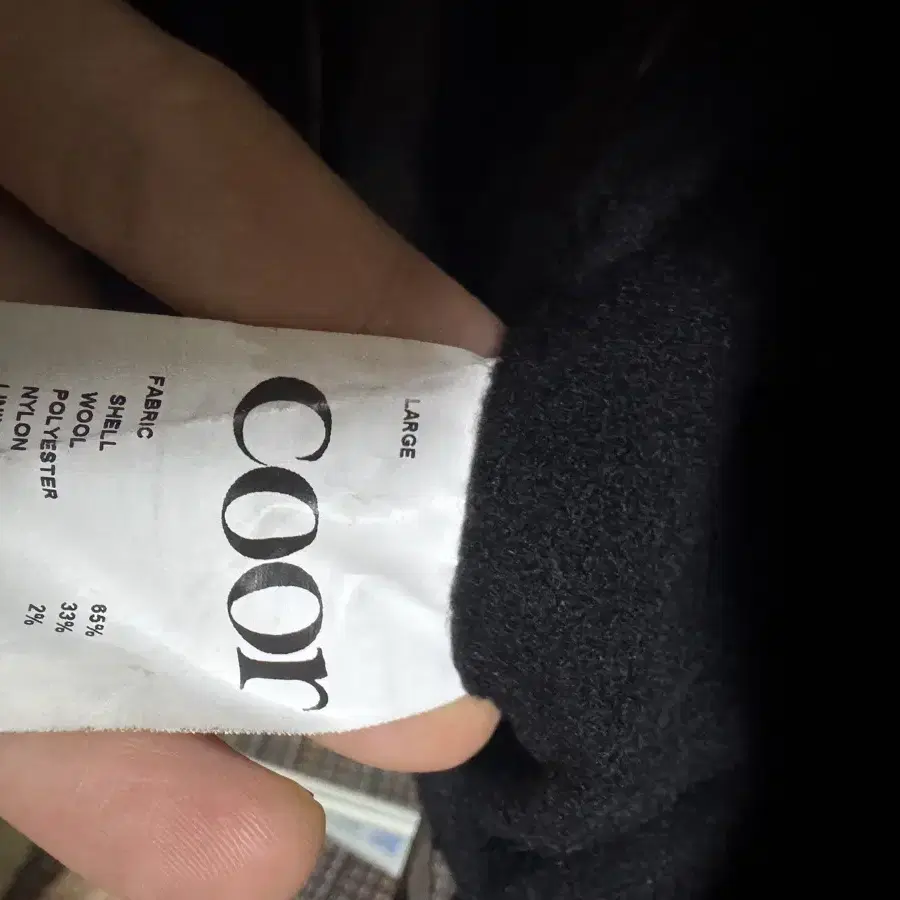 LARGE
coor
FABRIC
SHELL
WOOL 65%
POLYESTER 33%
NYLON 2%